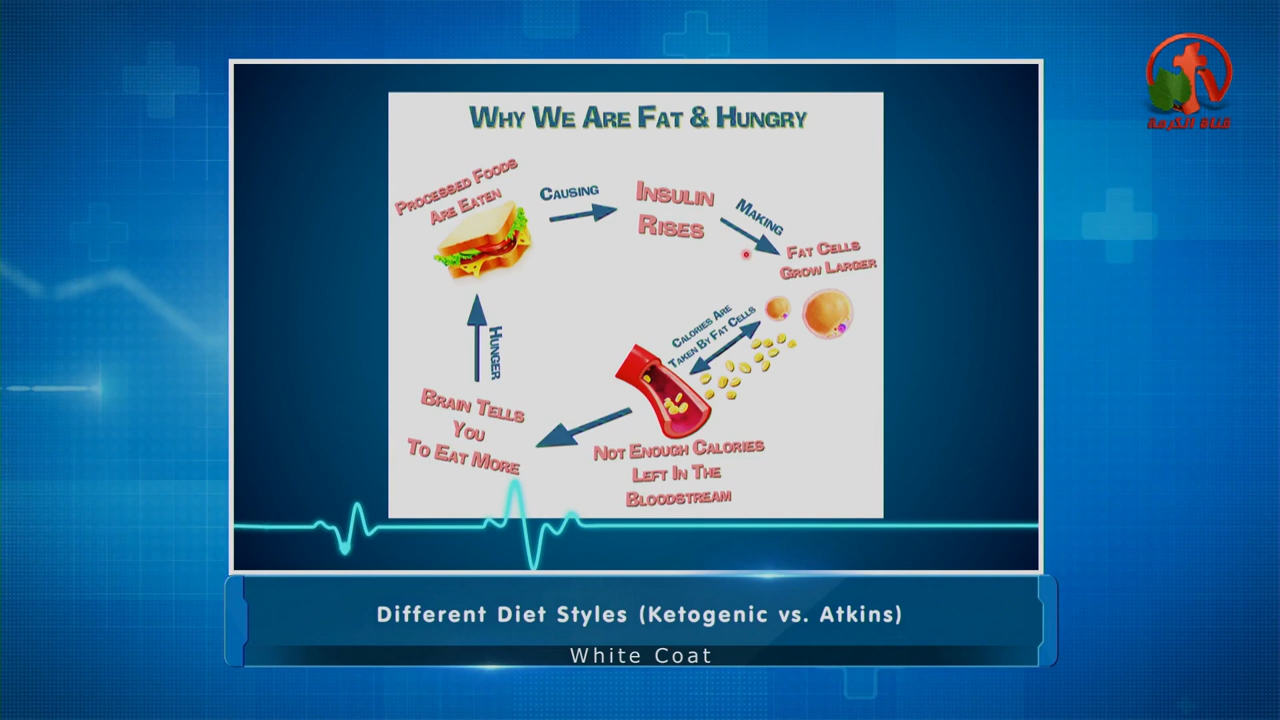 WHY WE ARE FAT & HUNGRY
PROCESSED FOODS
ARE EATEN
CAUSING
INSULIN
RISES
MAKING
FAT CELLS
GROW LARGER
CALORIES ARE
TAKEN BY FAT CELLS
NOT ENOUGH CALORIES
LEFT IN THE
BLOODSTREAM
BRAIN TELLS
YOU
TO EAT MORE
HUNGER
قناة الكرمة
Different Diet Styles (Ketogenic vs. Atkins)
White Coat